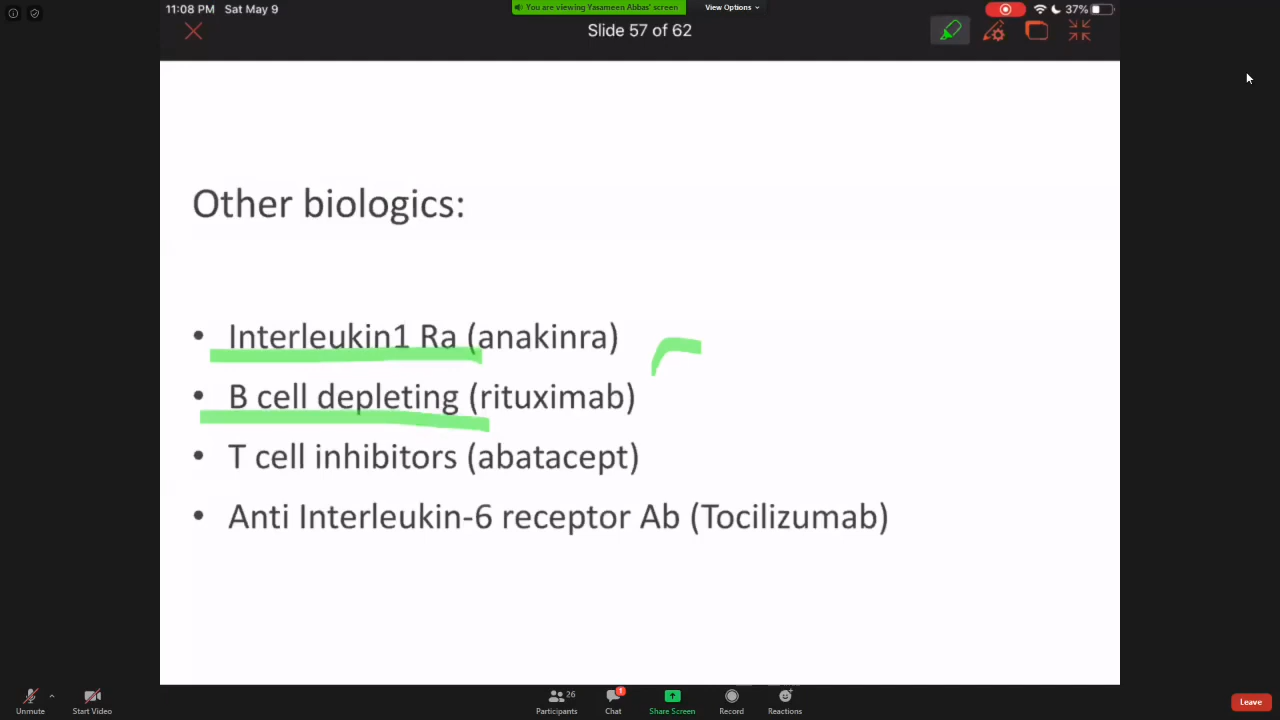 11:08 PM Sat May 9
You are viewing Yasameen Abbas' screen
View Options
37%
Slide 57 of 62
Other biologics:
• Interleukin1 Ra (anakinra)
• B cell depleting (rituximab)
• T cell inhibitors (abatacept)
• Anti Interleukin-6 receptor Ab (Tocilizumab)
Unmute
Start Video
26
Participants
1
Chat
Share Screen
Record
Reactions
Leave